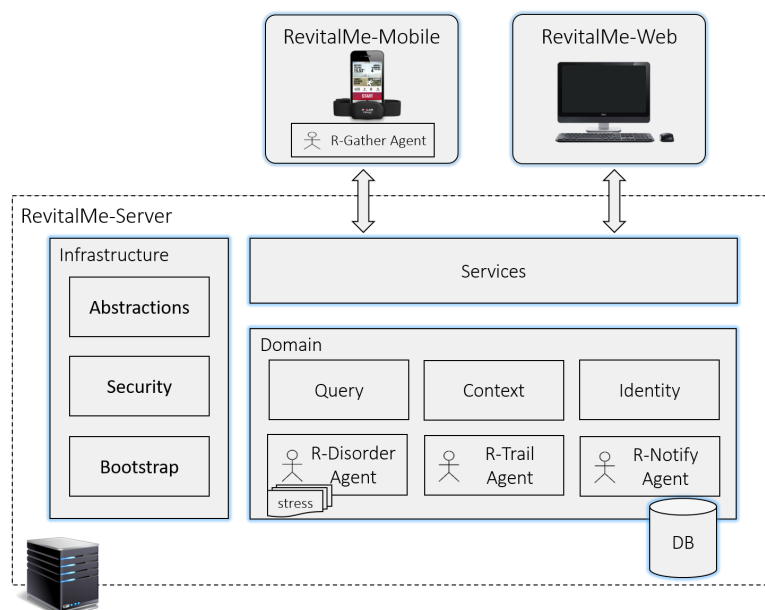 RevitalMe-Mobile
RevitalMe-Web
START
R-Gather Agent
RevitalMe-Server
Infrastructure
Abstractions
Security
Bootstrap
Services
Domain
Query
Context
Identity
R-Disorder
Agent
stress
R-Trail
Agent
R-Notify
Agent
DB